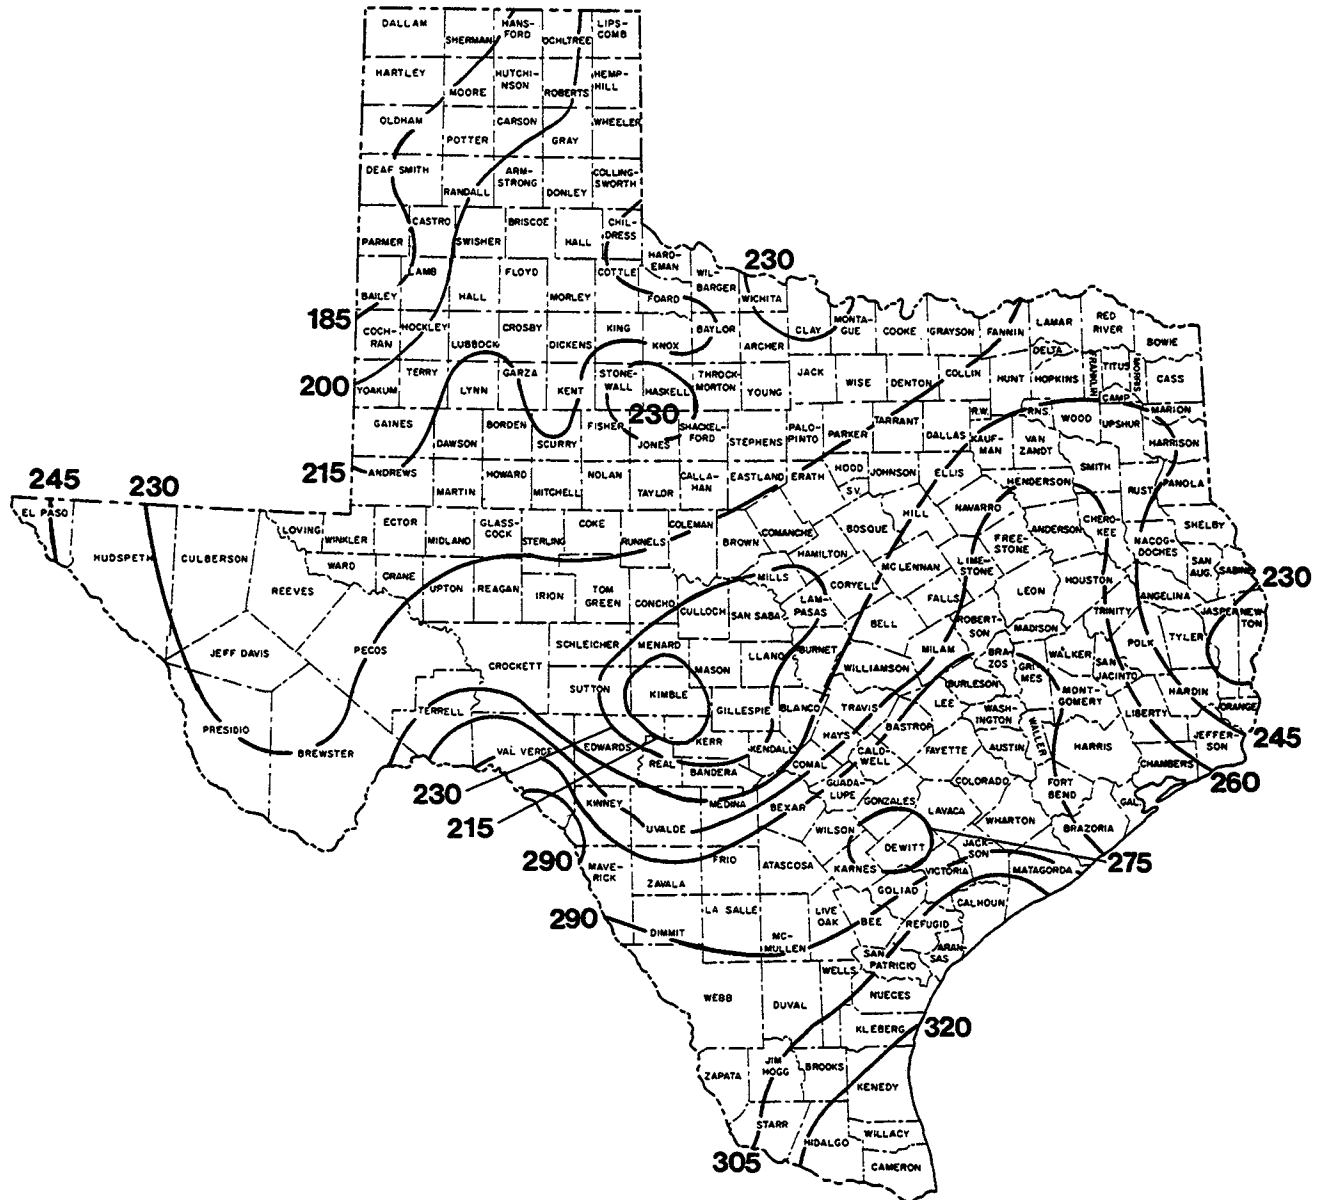 DALLAM
SHERMAN
HANS-
FORD
OCHLTREE
LIPS-
COMB
HARTLEY
MOORE
HUTCHI-
NSON
ROBERTS
HEMP-
HILL
OLDHAM
POTTER
CARSON
GRAY
WHEELER
DEAF SMITH
RANDALL
ARM-
STRONG
DONLEY
COLLING-
SWORTH
PARMER
CASTRO
SWISHER
BRISCOE
HALL
CHIL-
DRESS
HARD-
EMAN
WIL-
BARGER
230
WICHITA
BAILEY
LAMB
HALL
FLOYD
MORLEY
COTTLE
FOARD
185
COCH-
RAN
HOCKLEY
LUBBOCK
CROSBY
DICKENS
KING
KNOX
BAYLOR
ARCHER
CLAY
MONTA-
GUE
COOKE
GRAYSON
FANNIN
LAMAR
RED
RIVER
BOWIE
DELTA
200
YOAKUM
TERRY
LYNN
GARZA
KENT
STONE-
WALL
HASKELL
THROCK-
MORTON
YOUNG
JACK
WISE
DENTON
COLLIN
HUNT
HOPKINS
FRANKLIN
TITUS
MORRIS
CASS
CAMP
230
GAINES
DAWSON
BORDEN
SCURRY
FISHER
JONES
SHACKEL-
FORD
STEPHENS
PALO-
PINTO
PARKER
TARRANT
DALLAS
R.W.
KAUF-
MAN
RNS
VAN
ZANDT
WOOD
UPSHUR
MARION
HARRISON
215
ANDREWS
MARTIN
HOWARD
MITCHELL
NOLAN
TAYLOR
CALLA-
HAN
EASTLAND
ERATH
HOOD
S.V.
JOHNSON
ELLIS
HENDERSON
SMITH
RUST
PANOLA
245
230
EL PASO
HUDSPETH
CULBERSON
LOVING
WINKLER
ECTOR
MIDLAND
GLASS-
COCK
STERLING
COKE
RUNNELS
COLEMAN
BROWN
COMANCHE
HAMILTON
BOSQUE
HILL
NAVARRO
FREE-
STONE
ANDERSON
CHERO-
KEE
NACOG-
DOCHES
SHELBY
SAN
AUG.
SABINE
230
REEVES
WARD
CRANE
UPTON
REAGAN
IRION
TOM
GREEN
CONCHO
CULLOCH
SAN SABA
MILLS
LAM-
PASAS
CORYELL
MC LENNAN
LIME-
STONE
FALLS
LEON
HOUSTON
TRINITY
ANGELINA
JASPER
NEW-
TON
JEFF DAVIS
PECOS
CROCKETT
SCHLEICHER
MENARD
MASON
LLANO
BURNET
BELL
WILLIAMSON
MILAM
ROBERT-
SON
MADISON
BRA-
ZOS
GRI-
MES
WALKER
SAN
JACINTO
POLK
TYLER
HARDIN
ORANGE
245
PRESIDIO
BREWSTER
TERRELL
VAL VERDE
SUTTON
KIMBLE
EDWARDS
GILLESPIE
KERR
REAL
BANDERA
BLANCO
KENDALL
COMAL
HAYS
TRAVIS
BASTROP
CALD-
WELL
BURLESON
LEE
WASH-
INGTON
AUSTIN
WALLER
MONT-
GOMERY
HARRIS
LIBERTY
JEFFER-
SON
CHAMBERS
260
230
215
KINNEY
UVALDE
MEDINA
BEXAR
GUADA-
LUPE
GONZALES
FAYETTE
COLORADO
LAVACA
WHARTON
FORT
BEND
BRAZORIA
GAL
290
MAVE-
RICK
ZAVALA
FRIO
ATASCOSA
WILSON
KARNES
DEWITT
VICTORIA
JACK-
SON
MATAGORDA
275
290
DIMMIT
LA SALLE
MC-
MULLEN
LIVE
OAK
BEE
GOLIAD
REFUGIO
CALHOUN
ARAN-
SAS
SAN
PATRICIO
WEBB
DUVAL
WELLS
NUECES
KLEBERG
320
ZAPATA
JIM
HOGG
BROOKS
KENEDY
STARR
HIDALGO
WILLACY
CAMERON
305